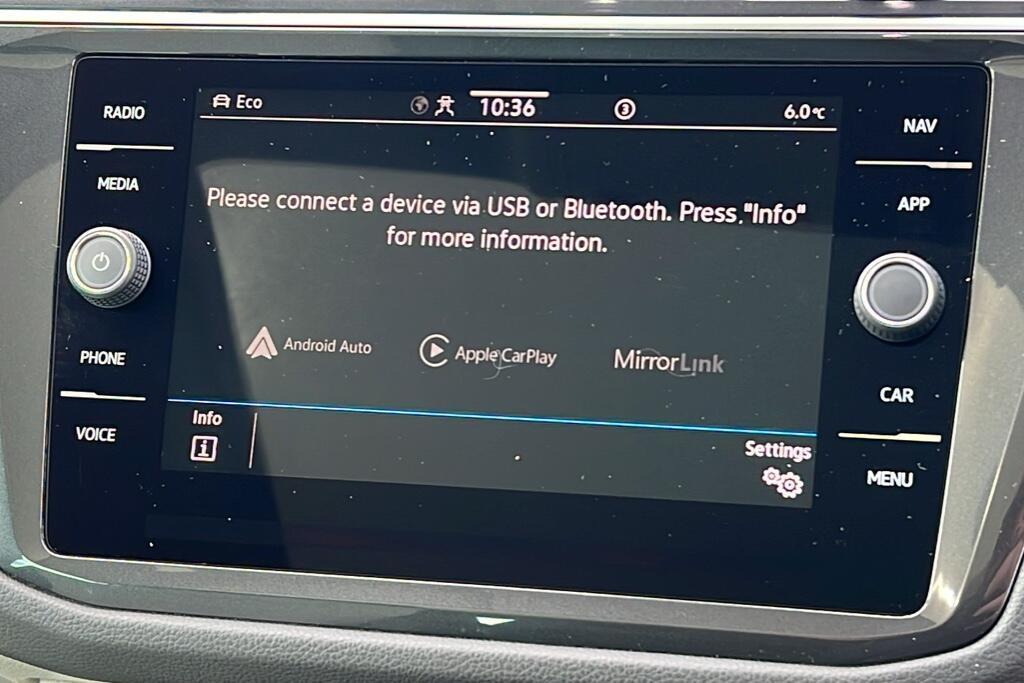 RADIO
MEDIA
PHONE
VOICE
Eco
10:36
3
6.0°C
Please connect a device via USB or Bluetooth. Press "Info"
for more information.
Android Auto
Apple CarPlay
MirrorLink
Info
Settings
NAV
APP
CAR
MENU